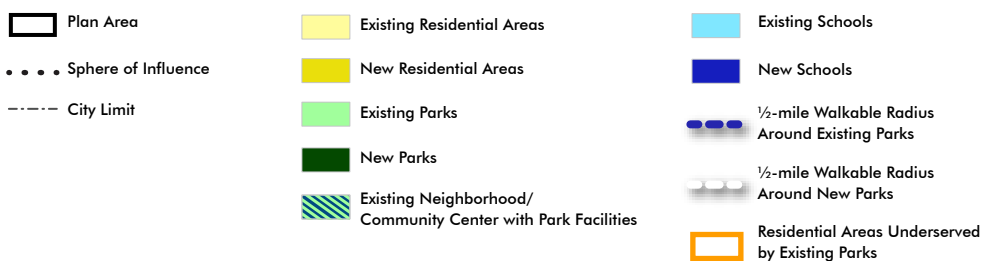 Plan Area
Sphere of Influence
City Limit
Existing Residential Areas
New Residential Areas
Existing Parks
New Parks
Existing Neighborhood/
Community Center with Park Facilities
Existing Schools
New Schools
½-mile Walkable Radius
Around Existing Parks
½-mile Walkable Radius
Around New Parks
Residential Areas Underserved
by Existing Parks